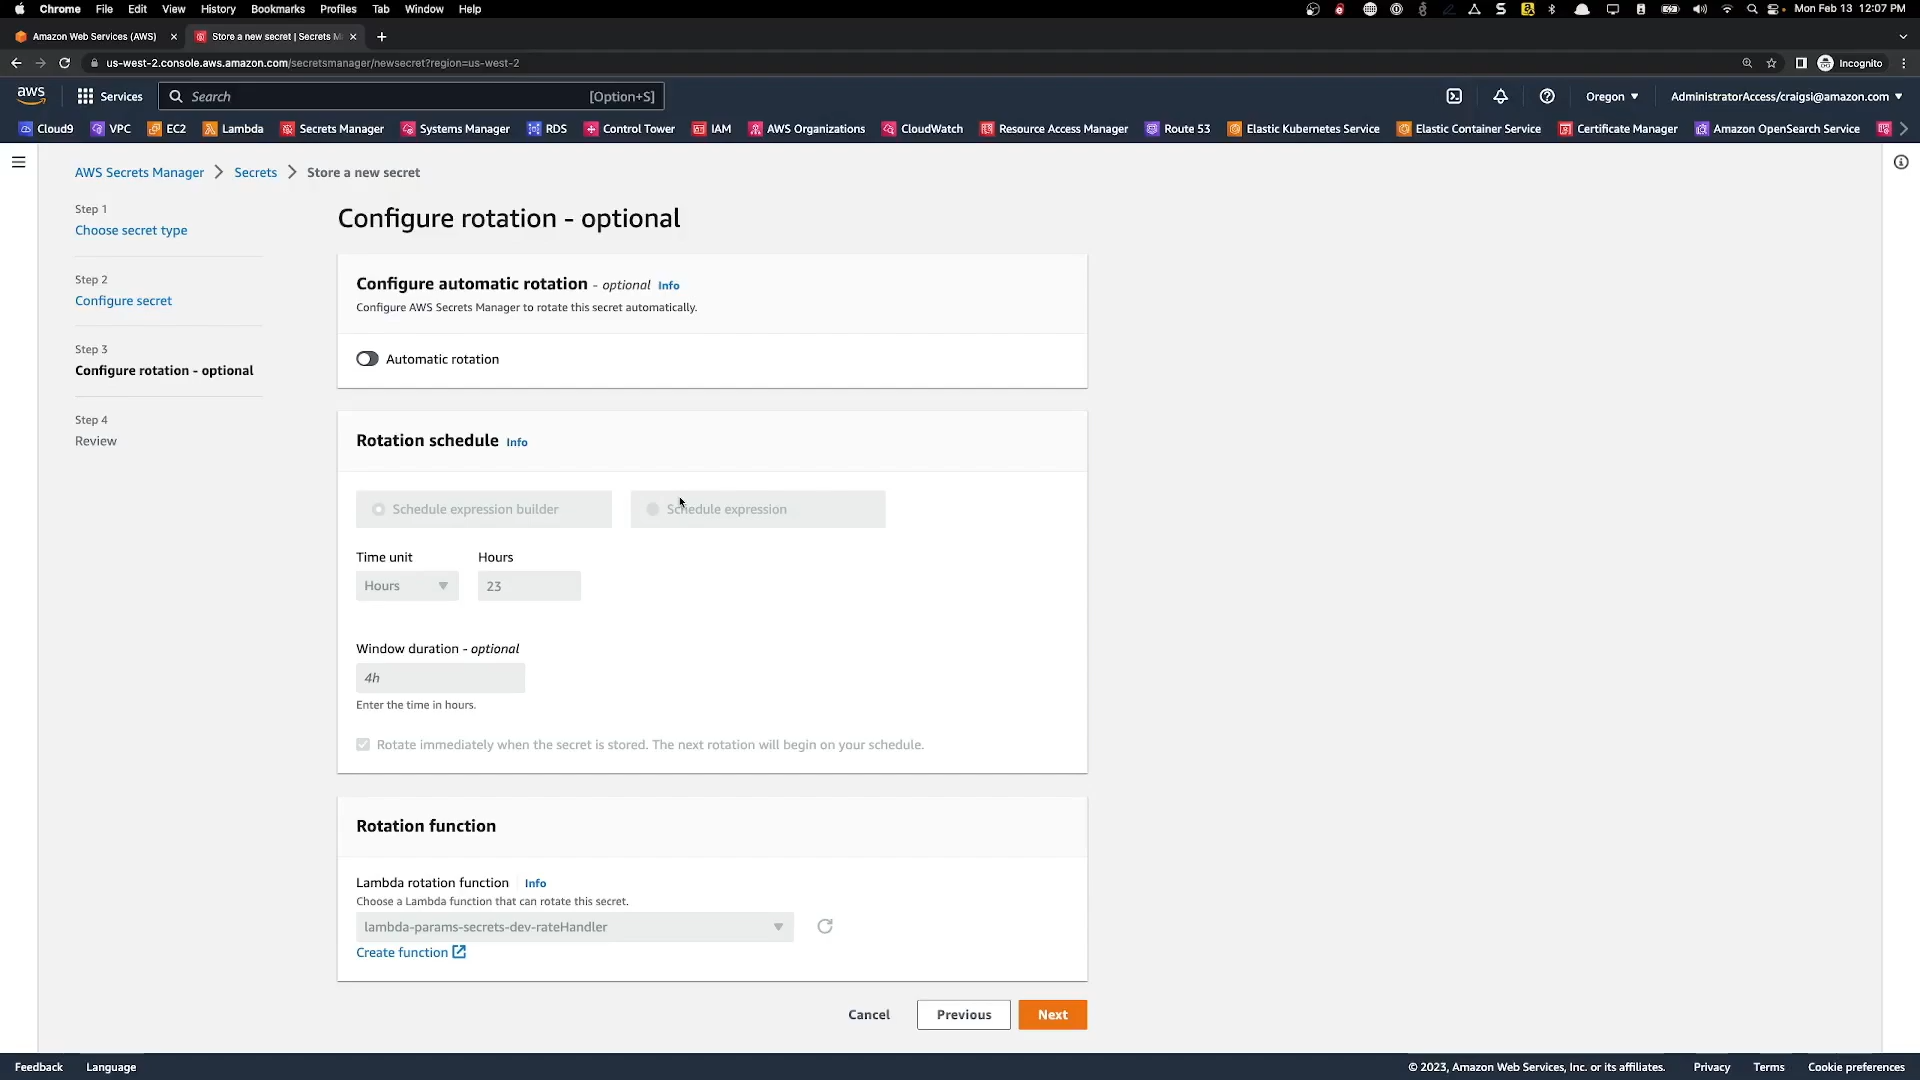 Chrome File Edit View History Bookmarks Profiles Tab Window Help Mon Feb 13 12:07 PM
Amazon Web Services (AWS) Store a new secret | Secrets M
us-west-2.console.aws.amazon.com/secretsmanager/newsecret?region=us-west-2 Incognito
aws Services Search [Option+S] Oregon AdministratorAccess/craigsl@amazon.com
Cloud9 VPC EC2 Lambda Secrets Manager Systems Manager RDS Control Tower IAM AWS Organizations CloudWatch Resource Access Manager Route 53 Elastic Kubernetes Service Elastic Container Service Certificate Manager Amazon OpenSearch Service
AWS Secrets Manager Secrets Store a new secret
Step 1
Choose secret type
Step 2
Configure secret
Step 3
Configure rotation - optional
Step 4
Review
Configure rotation - optional
Configure automatic rotation - optional Info
Configure AWS Secrets Manager to rotate this secret automatically.
Automatic rotation
Rotation schedule Info
Schedule expression builder Schedule expression
Time unit Hours
Hours 23
Window duration - optional
4h
Enter the time in hours.
Rotate immediately when the secret is stored. The next rotation will begin on your schedule.
Rotation function
Lambda rotation function Info
Choose a Lambda function that can rotate this secret.
lambda-params-secrets-dev-rateHandler
Create function
Cancel Previous Next
Feedback Language © 2023, Amazon Web Services, Inc. or its affiliates. Privacy Terms Cookie preferences